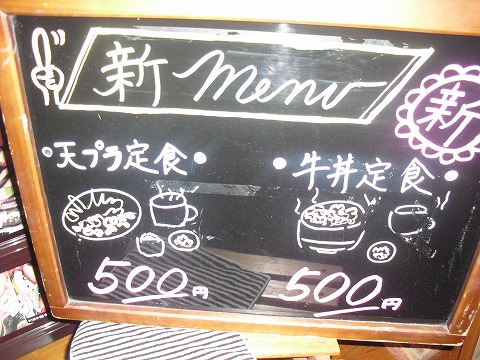 新 menu
新
•天プラ定食•
•牛丼定食•
500円
500円